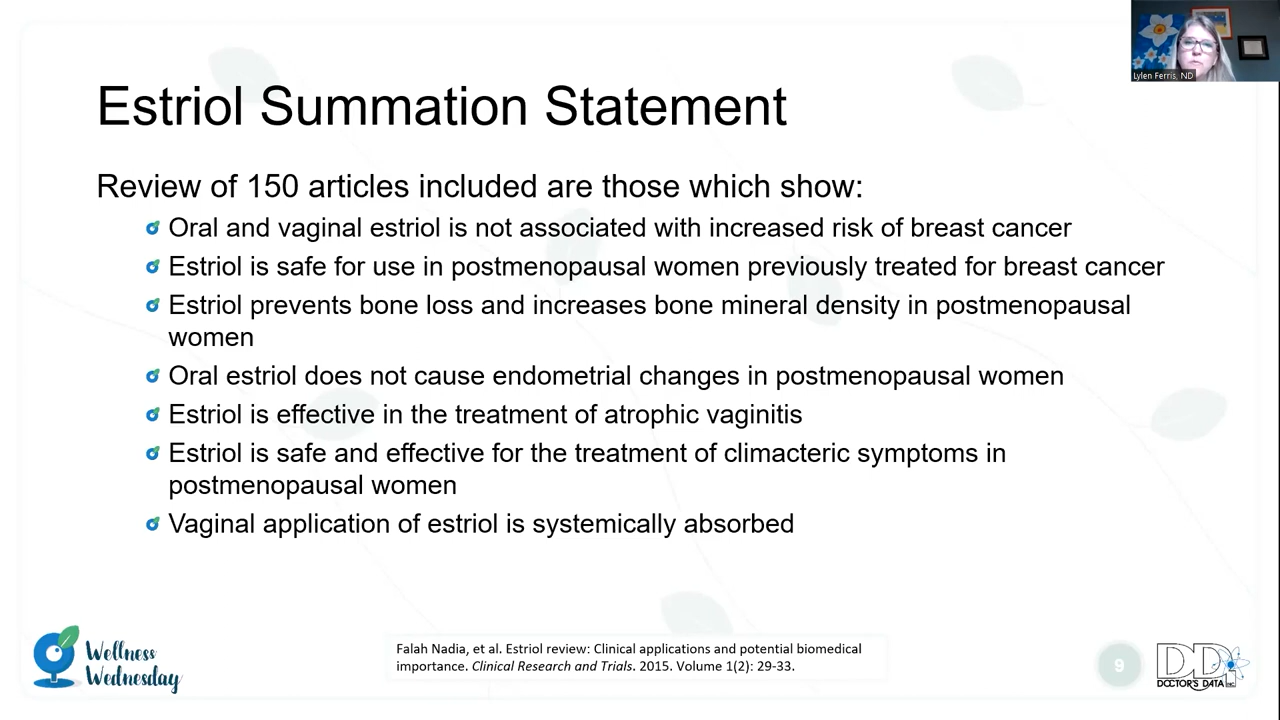 Lylen Ferris, ND
Estriol Summation Statement
Review of 150 articles included are those which show:
Oral and vaginal estriol is not associated with increased risk of breast cancer
Estriol is safe for use in postmenopausal women previously treated for breast cancer
Estriol prevents bone loss and increases bone mineral density in postmenopausal
women
Oral estriol does not cause endometrial changes in postmenopausal women
Estriol is effective in the treatment of atrophic vaginitis
Estriol is safe and effective for the treatment of climacteric symptoms in
postmenopausal women
Vaginal application of estriol is systemically absorbed
Wellness
Wednesday
Falah Nadia, et al. Estriol review: Clinical applications and potential biomedical
importance. Clinical Research and Trials. 2015. Volume 1(2): 29-33.
9
DDI
DOCTOR'S DATA INC